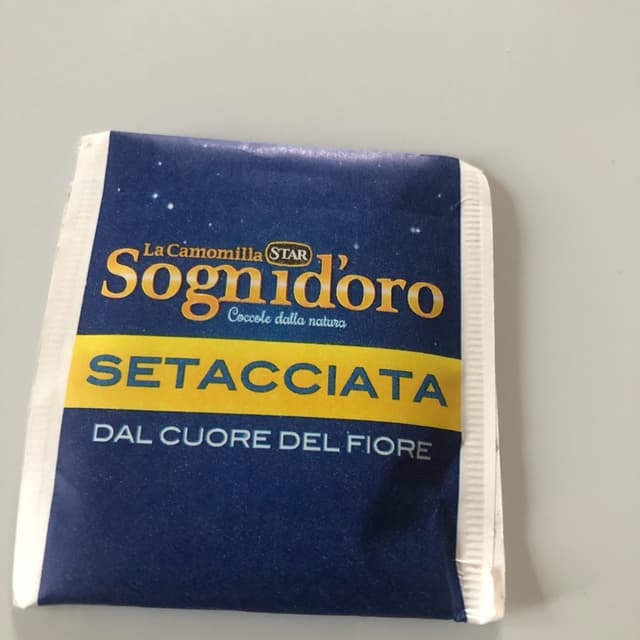 La Camomilla STAR
Sognid'oro
Coccole dalla natura
SETACCIATA
DAL CUORE DEL FIORE